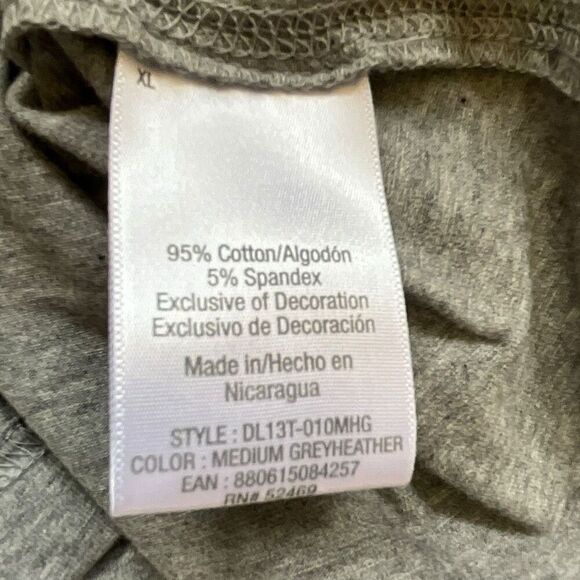 XL
95% Cotton/Algodón
5% Spandex
Exclusive of Decoration
Exclusivo de Decoración
Made in/Hecho en
Nicaragua
STYLE : DL13T-010MHG
COLOR : MEDIUM GREYHEATHER
EAN : 880615084257
RN# 52469